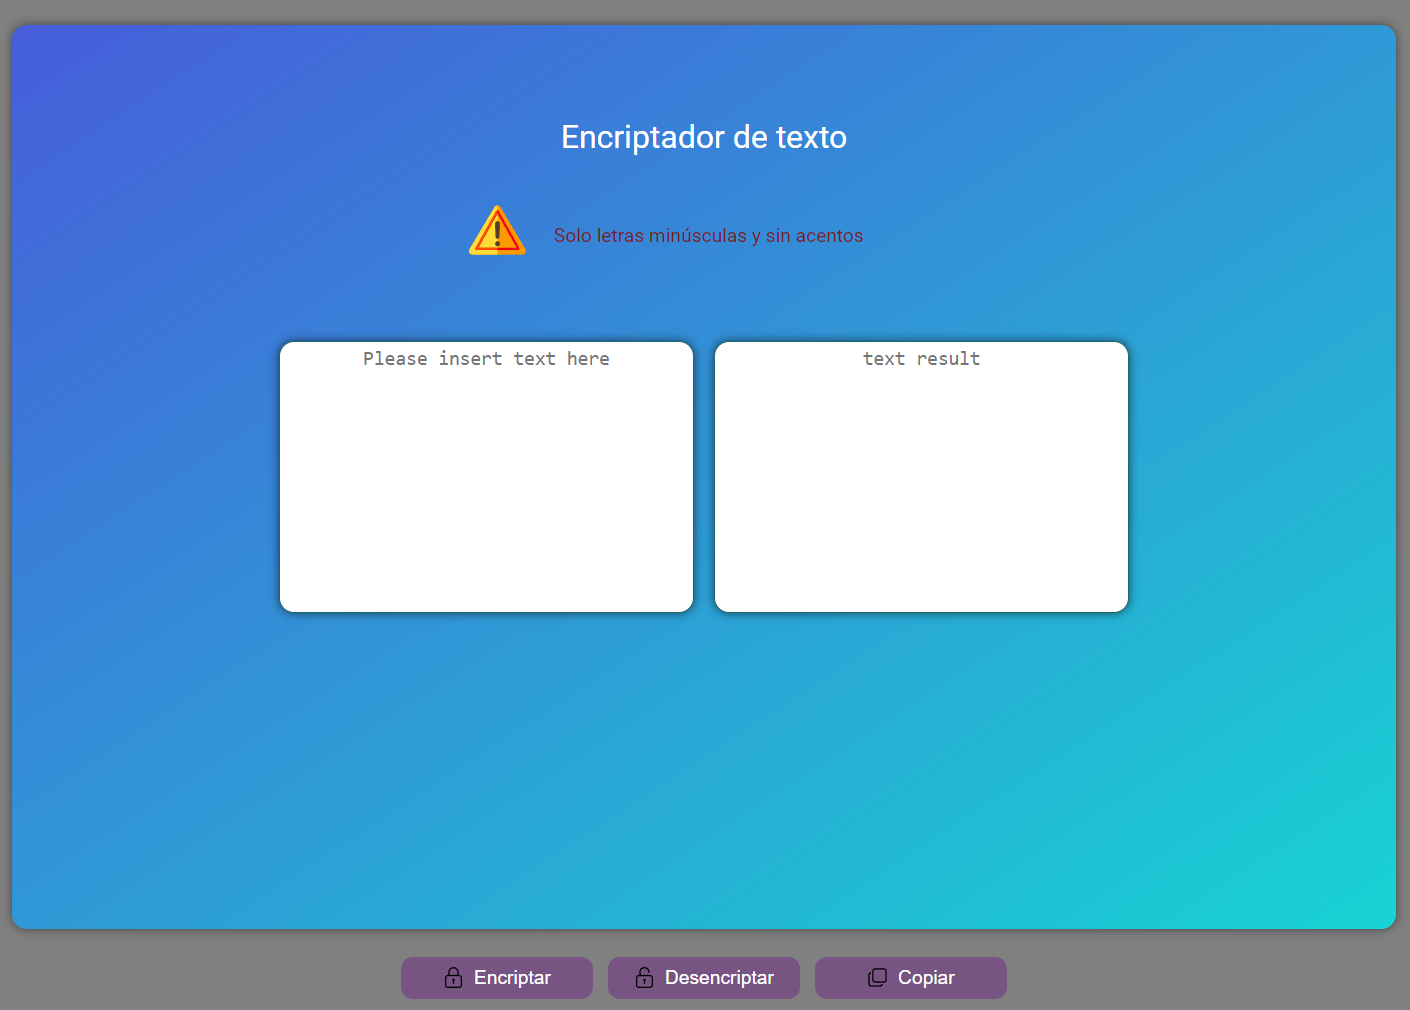 Encriptador de texto
Solo letras minúsculas y sin acentos
Please insert text here
text result
Encriptar
Desencriptar
Copiar